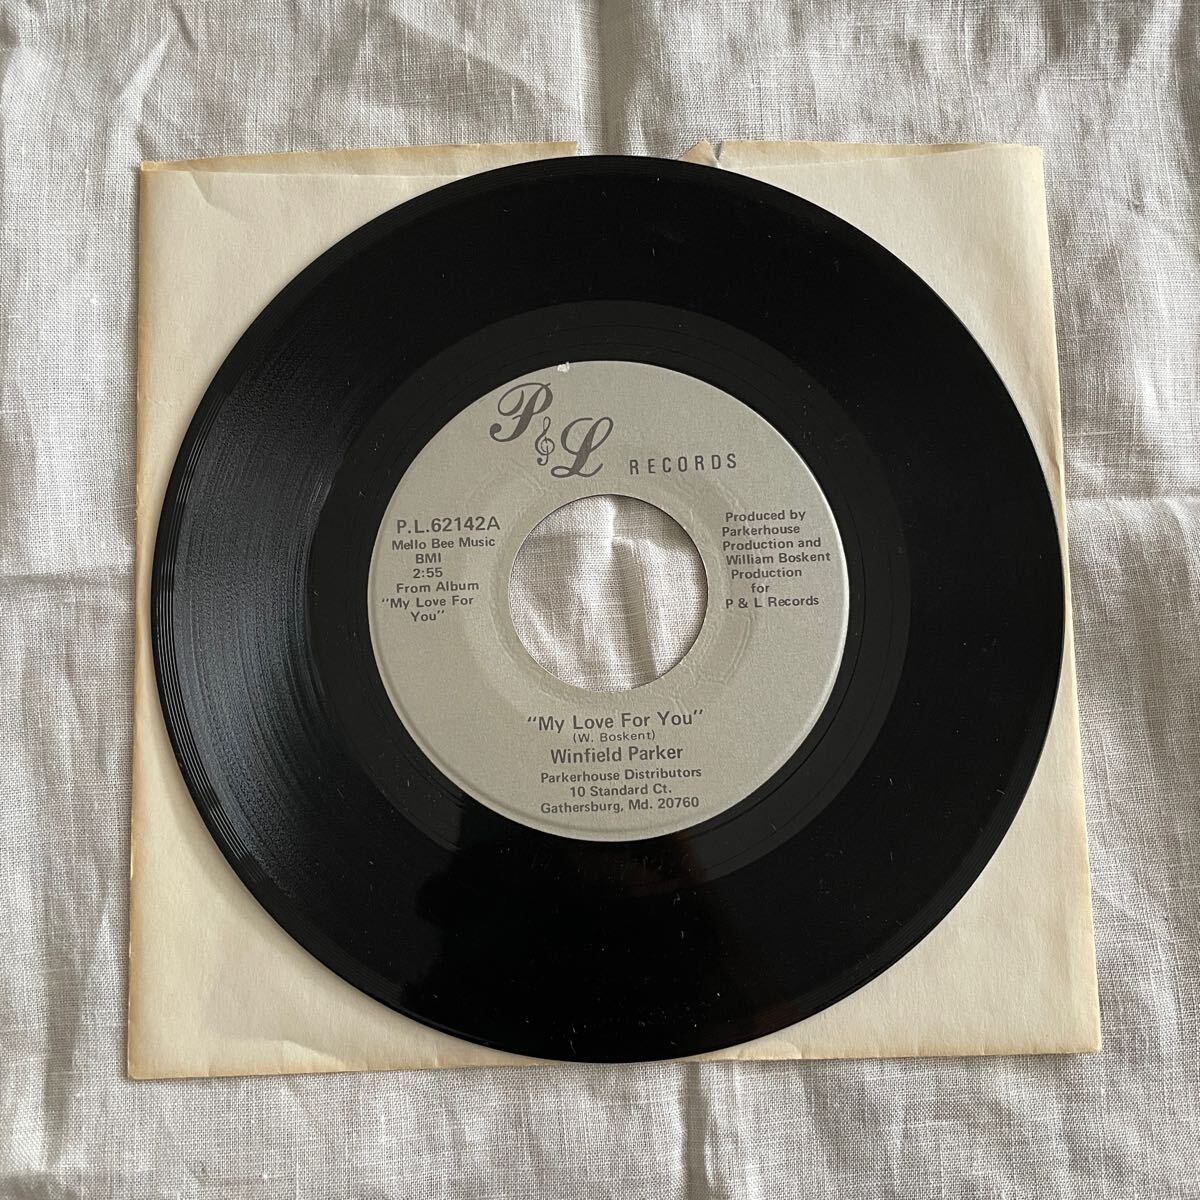 P & L RECORDS
P.L.62142A
Mello Bee Music
BMI
2:55
From Album
"My Love For
You"
Produced by
Parkerhouse
Production and
William Boskent
Production
for
P & L Records
"My Love For You"
(W. Boskent)
Winfield Parker
Parkerhouse Distributors
10 Standard Ct.
Gathersburg, Md. 20760